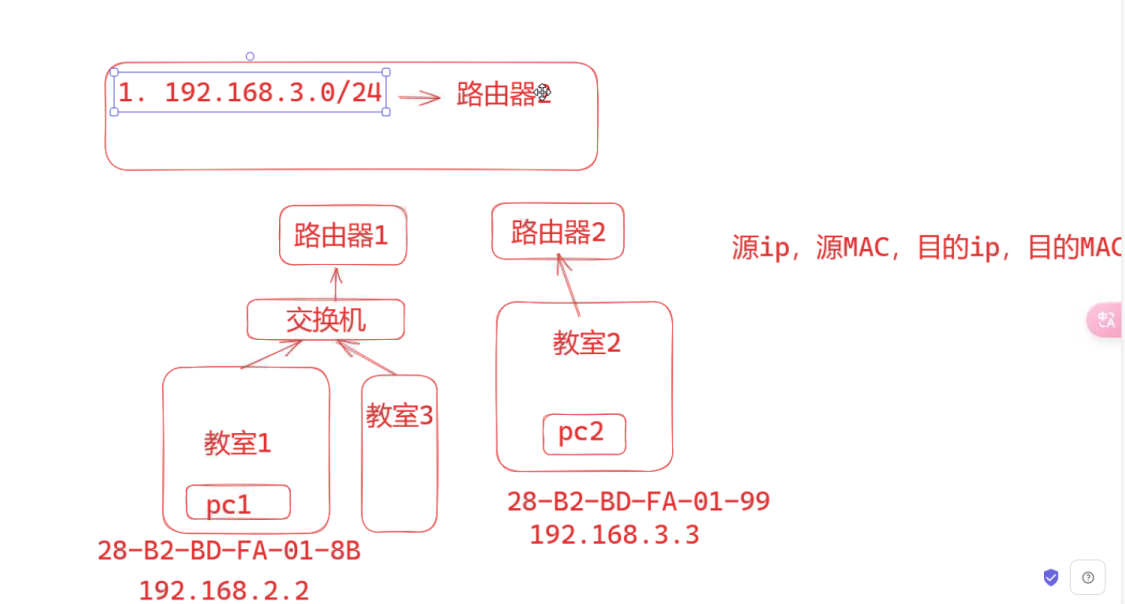 1. 192.168.3.0/24
路由器2
路由器1
路由器2
源ip, 源MAC, 目的ip, 目的MAC
交换机
教室2
教室3
教室1
pc2
pc1
28-B2-BD-FA-01-99
192.168.3.3
28-B2-BD-FA-01-8B
192.168.2.2